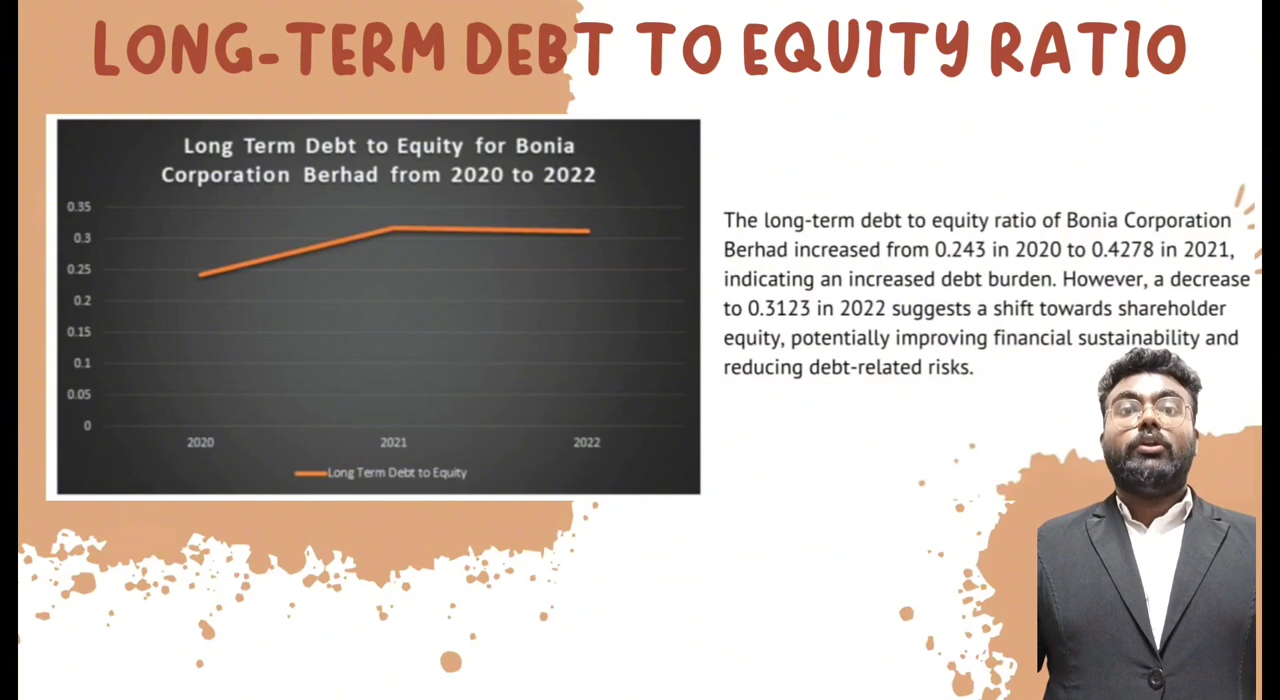 LONG-TERM DEBT TO EQUITY RATIO
Long Term Debt to Equity for Bonia
Corporation Berhad from 2020 to 2022
0.35
0.3
0.25
0.2
0.15
0.1
0.05
0
2020 2021 2022
Long Term Debt to Equity
The long-term debt to equity ratio of Bonia Corporation
Berhad increased from 0.243 in 2020 to 0.4278 in 2021,
indicating an increased debt burden. However, a decrease
to 0.3123 in 2022 suggests a shift towards shareholder
equity, potentially improving financial sustainability and
reducing debt-related risks.